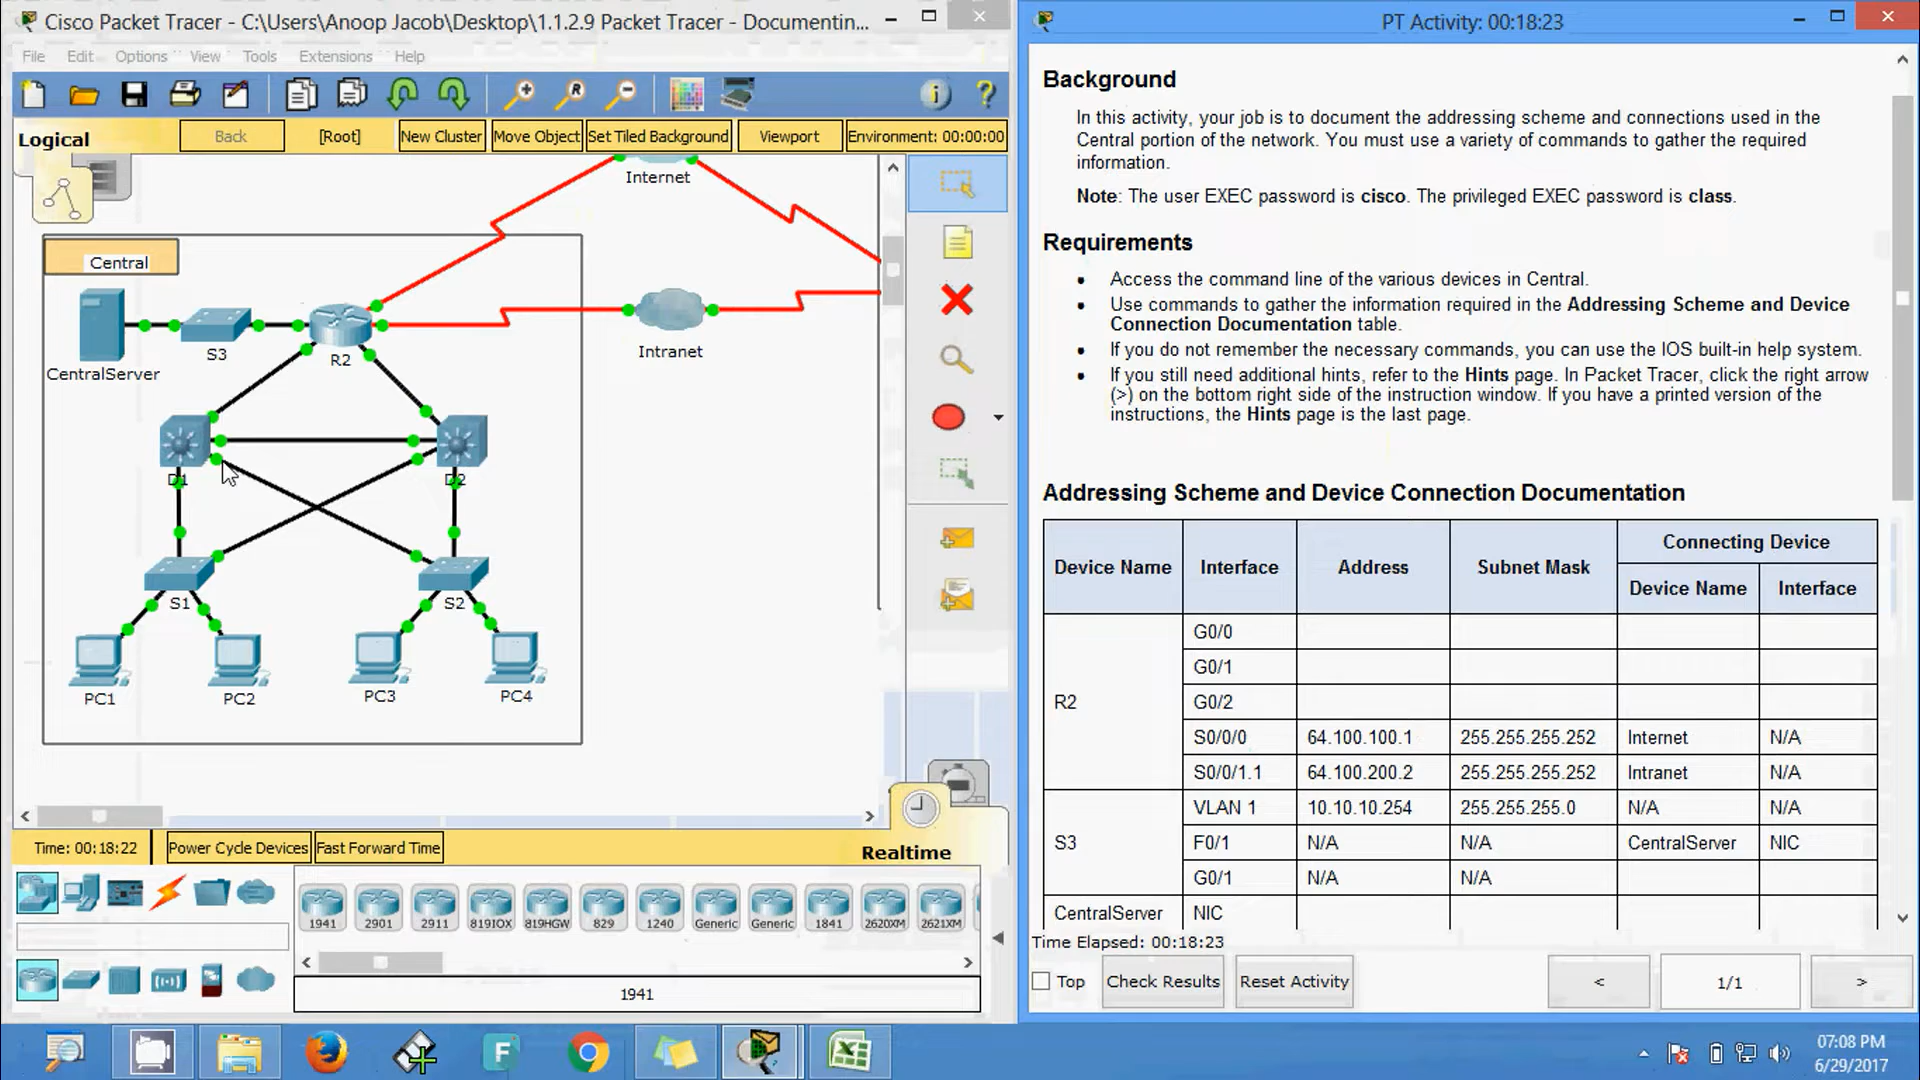 Cisco Packet Tracer - C:\Users\Anoop Jacob\Desktop\1.1.2.9 Packet Tracer - Documentin...
File Edit Options View Tools Extensions Help
Logical
Back
[Root]
New Cluster
Move Object
Set Tiled Background
Viewport
Environment: 00:00:00
Internet
Central
CentralServer
S3
R2
Intranet
D1
D2
S1
S2
PC1
PC2
PC3
PC4
Time: 00:18:22
Power Cycle Devices
Fast Forward Time
Realtime
1941 2901 2911 819IOX 819HGW 829 1240 Generic Generic 1841 2620XM 2621XM
1941
PT Activity: 00:18:23
Background
In this activity, your job is to document the addressing scheme and connections used in the
Central portion of the network. You must use a variety of commands to gather the required
information.
Note: The user EXEC password is cisco. The privileged EXEC password is class.
Requirements
Access the command line of the various devices in Central.
Use commands to gather the information required in the Addressing Scheme and Device
Connection Documentation table.
If you do not remember the necessary commands, you can use the IOS built-in help system.
If you still need additional hints, refer to the Hints page. In Packet Tracer, click the right arrow
(>) on the bottom right side of the instruction window. If you have a printed version of the
instructions, the Hints page is the last page.
Addressing Scheme and Device Connection Documentation
Device Name Interface Address Subnet Mask Connecting Device
Device Name Interface
R2
G0/0
G0/1
G0/2
S0/0/0 64.100.100.1 255.255.255.252 Internet N/A
S0/0/1.1 64.100.200.2 255.255.255.252 Intranet N/A
S3
VLAN 1 10.10.10.254 255.255.255.0 N/A N/A
F0/1 N/A N/A CentralServer NIC
G0/1 N/A N/A
CentralServer NIC
Time Elapsed: 00:18:23
Top
Check Results
Reset Activity
<
1/1
>
07:08 PM
6/29/2017